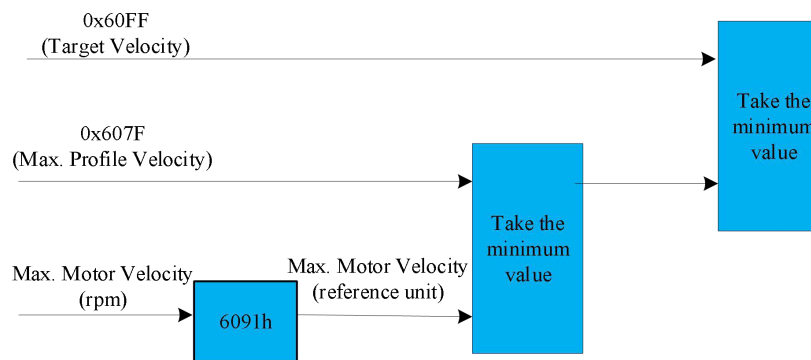 0x60FF
(Target Velocity)
Take the
minimum
value
0x607F
(Max. Profile Velocity)
Take the
minimum
value
Max. Motor Velocity
(rpm)
6091h
Max. Motor Velocity
(reference unit)